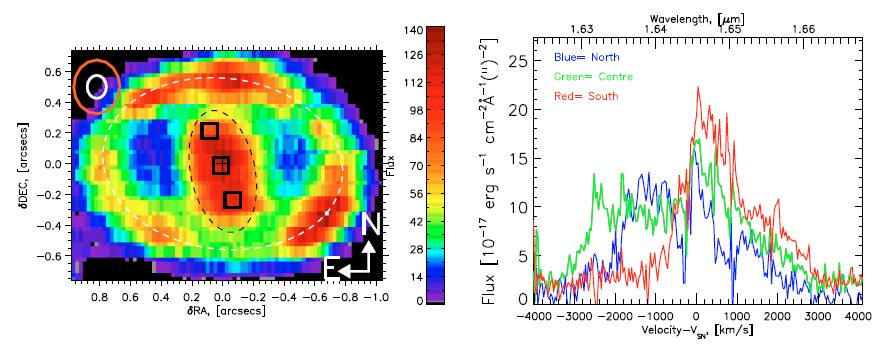 0.6
0.4
0.2
0.0
-0.2
-0.4
-0.6
δDEC, [arcsecs]
N
E
0.8 0.6 0.4 0.2 0.0 -0.2 -0.4 -0.6 -0.8 -1.0
δRA, [arcsecs]
140
126
112
98
84
70
56
42
28
14
0
Flux
Wavelength, [μm]
1.63 1.64 1.65 1.66
Blue= North
Green= Centre
Red= South
25
20
15
10
5
0
Flux [10⁻¹⁷ erg s⁻¹ cm⁻²Å⁻¹(")⁻²]
-4000 -3000 -2000 -1000 0 1000 2000 3000 4000
Velocity-V_SN, [km/s]